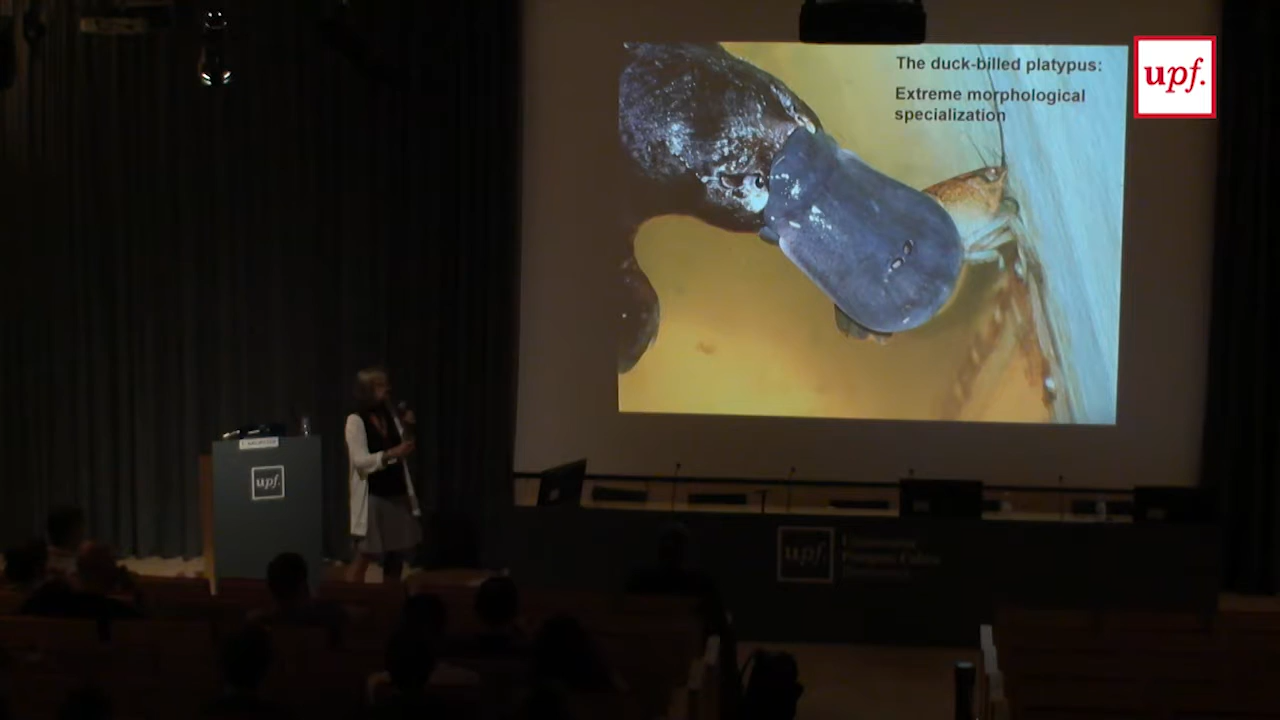 The duck-billed platypus:
Extreme morphological
specialization
upf.
upf.
upf.